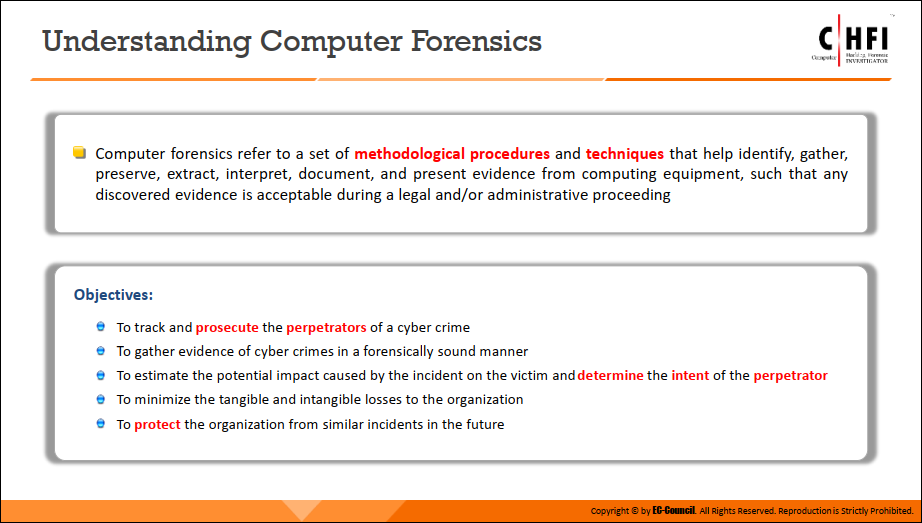 Understanding Computer Forensics
CHFI
Computer Hacking Forensic
INVESTIGATOR
Computer forensics refer to a set of methodological procedures and techniques that help identify, gather,
preserve, extract, interpret, document, and present evidence from computing equipment, such that any
discovered evidence is acceptable during a legal and/or administrative proceeding
Objectives:
To track and prosecute the perpetrators of a cyber crime
To gather evidence of cyber crimes in a forensically sound manner
To estimate the potential impact caused by the incident on the victim and determine the intent of the perpetrator
To minimize the tangible and intangible losses to the organization
To protect the organization from similar incidents in the future
Copyright © by EC-Council. All Rights Reserved. Reproduction is Strictly Prohibited.